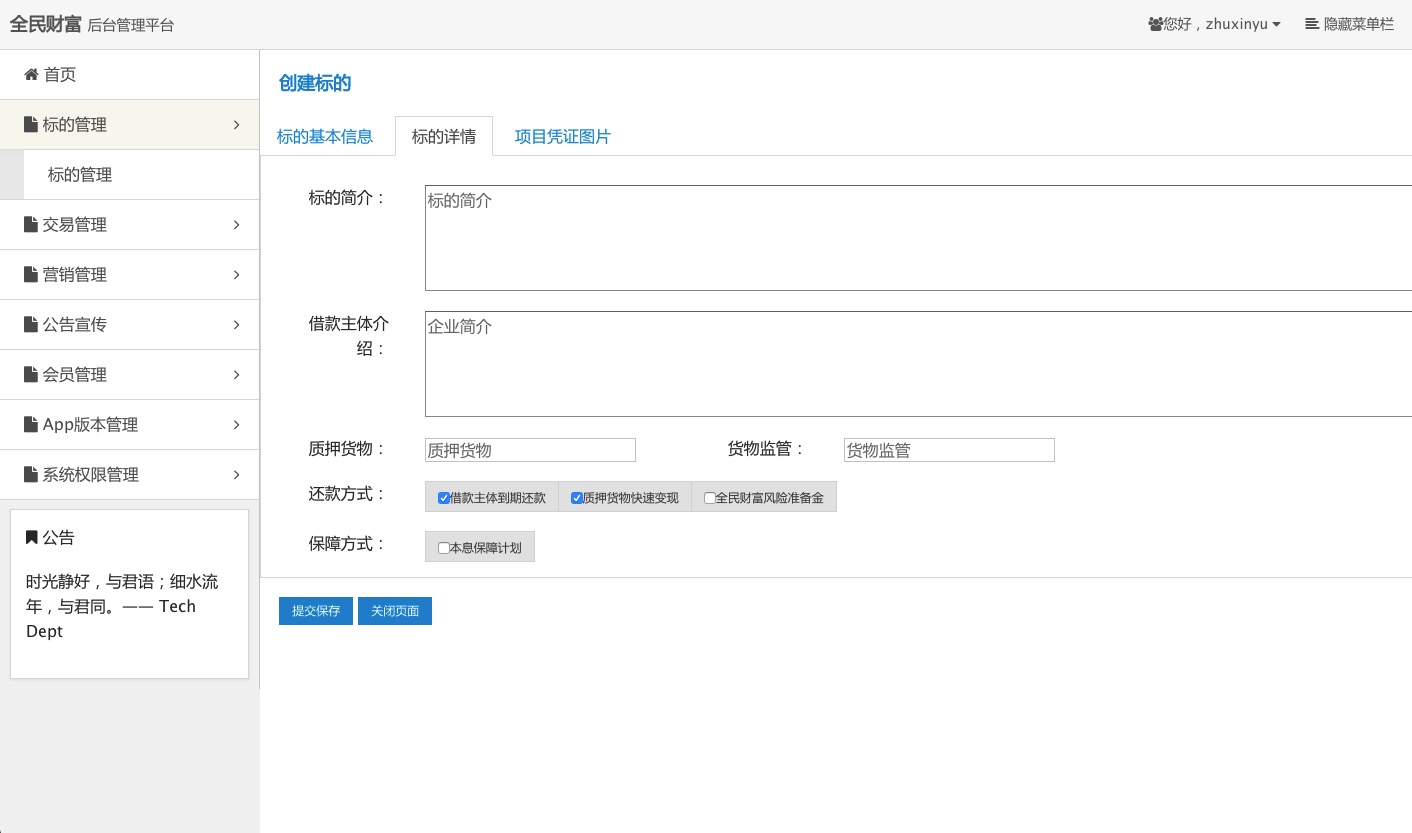 全民财富 后台管理平台
您好，zhuxinyu
隐藏菜单栏
首页
标的管理
标的管理
交易管理
营销管理
公告宣传
会员管理
App版本管理
系统权限管理
公告
时光静好，与君语；细水流
年，与君同。—— Tech
Dept
创建标的
标的基本信息
标的详情
项目凭证图片
标的简介：
标的简介
借款主体介
绍：
企业简介
质押货物：
质押货物
货物监管：
货物监管
还款方式：
借款主体到期还款
质押货物快速变现
全民财富风险准备金
保障方式：
本息保障计划
提交保存
关闭页面